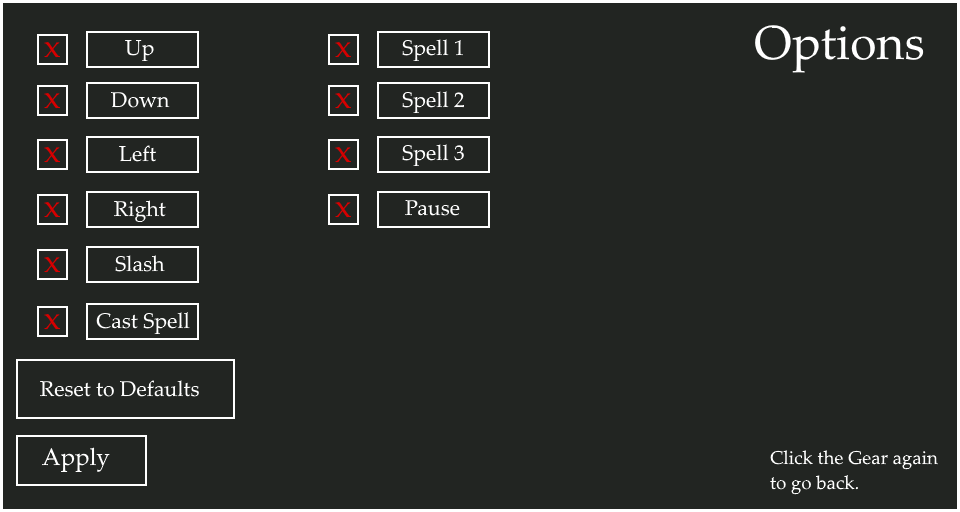 Options
X Up
X Down
X Left
X Right
X Slash
X Cast Spell
X Spell 1
X Spell 2
X Spell 3
X Pause
Reset to Defaults
Apply
Click the Gear again
to go back.